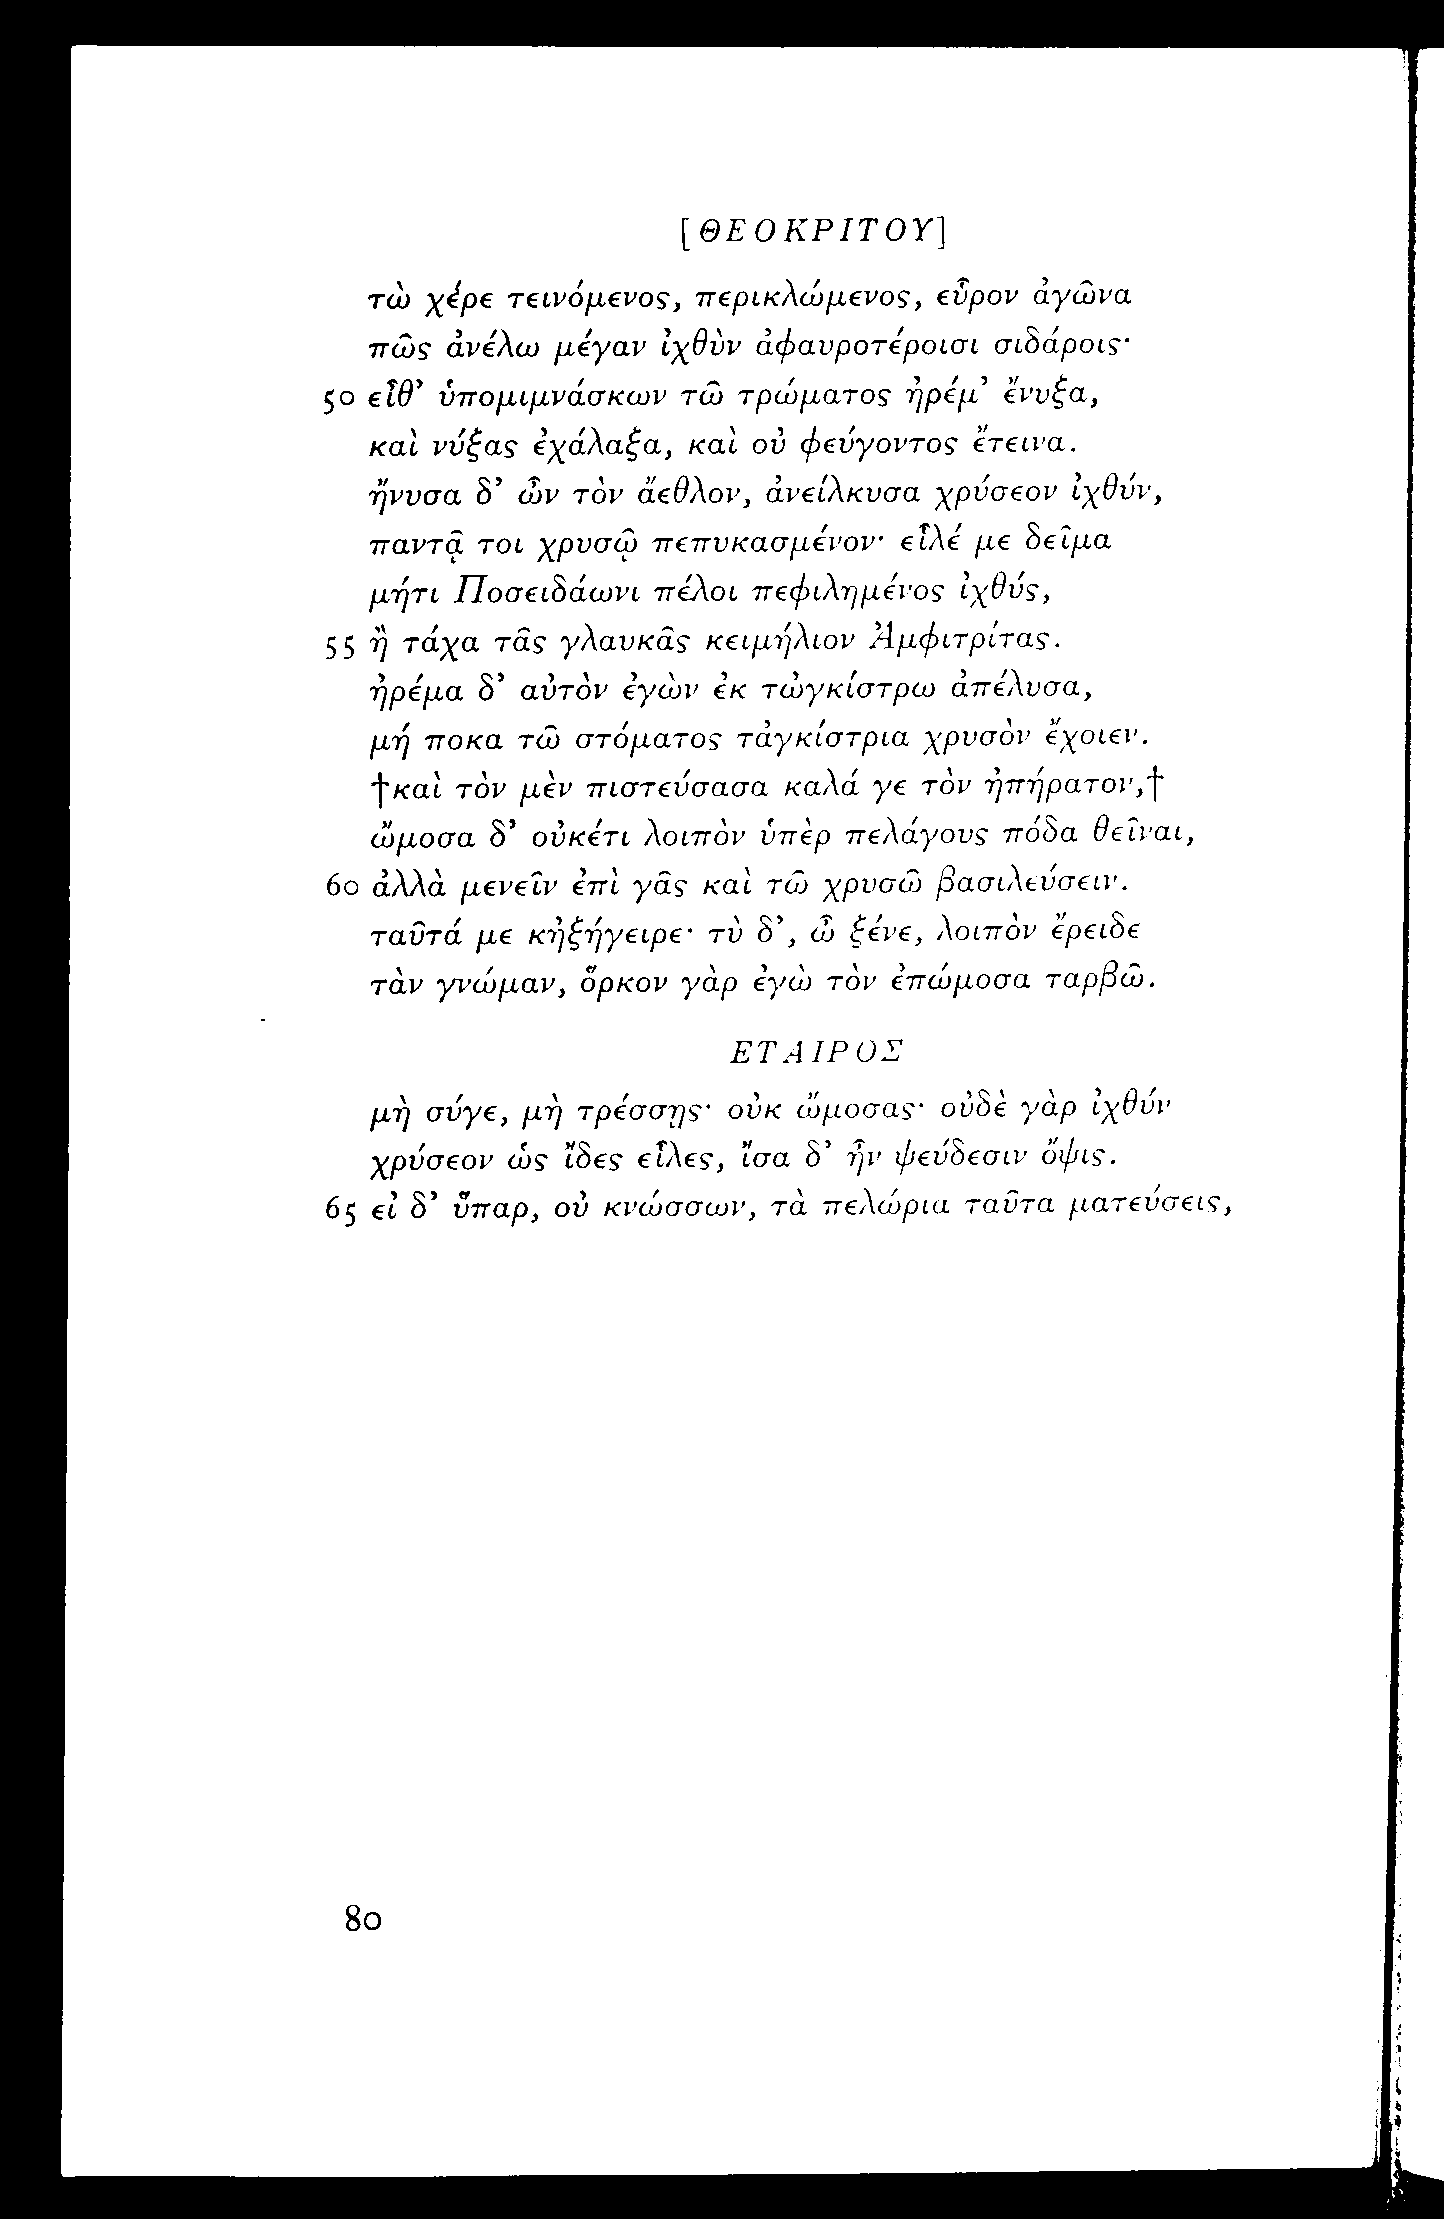 [ΘΕΟΚΡΙΤΟΥ]
τὼ χέρε τεινόμενος, περικλώμενος, εὗρον ἀγῶνα
πῶς ἀνέλω μέγαν ἰχθὺν ἀφαυροτέροισι σιδάροις·
50 εἶθ’ ὑπομιμνάσκων τῶ τρώματος ἠρέμ’ ἔνυξα,
καὶ νύξας ἐχάλαξα, καὶ οὐ φεύγοντος ἔτεινα.
ἤνυσα δ’ ὦν τὸν ἄεθλον, ἀνείλκυσα χρύσεον ἰχθύν,
παντᾷ τοι χρυσῷ πεπυκασμένον· εἷλέ με δεῖμα
μήτι Ποσειδάωνι πέλοι πεφιλημένος ἰχθύς,
55 ἢ τάχα τᾶς γλαυκᾶς κειμήλιον Ἀμφιτρίτας.
ἠρέμα δ’ αὐτὸν ἐγὼν ἐκ τὠγκίστρω ἀπέλυσα,
μή ποκα τῶ στόματος τἀγκίστρια χρυσὸν ἔχοιεν.
†καὶ τὸν μὲν πιστεύσασα καλά γε τὸν ἠπήρατον,†
ὤμοσα δ’ οὐκέτι λοιπὸν ὑπὲρ πελάγους πόδα θεῖναι,
60 ἀλλὰ μενεῖν ἐπὶ γᾶς καὶ τῶ χρυσῶ βασιλεύσειν.
ταῦτά με κἠξήγειρε· τὺ δ’, ὦ ξένε, λοιπὸν ἔρειδε
τὰν γνώμαν, ὅρκον γὰρ ἐγὼ τὸν ἐπώμοσα ταρβῶ.
ΕΤΑΙΡΟΣ
μὴ σύγε, μὴ τρέσσῃς· οὐκ ὤμοσας· οὐδὲ γὰρ ἰχθύν
χρύσεον ὡς ἴδες εἷλες, ἴσα δ’ ἦν ψεύδεσιν ὄψις.
65 εἰ δ’ ὕπαρ, οὐ κνώσσων, τὰ πελώρια ταῦτα ματεύσεις,
80